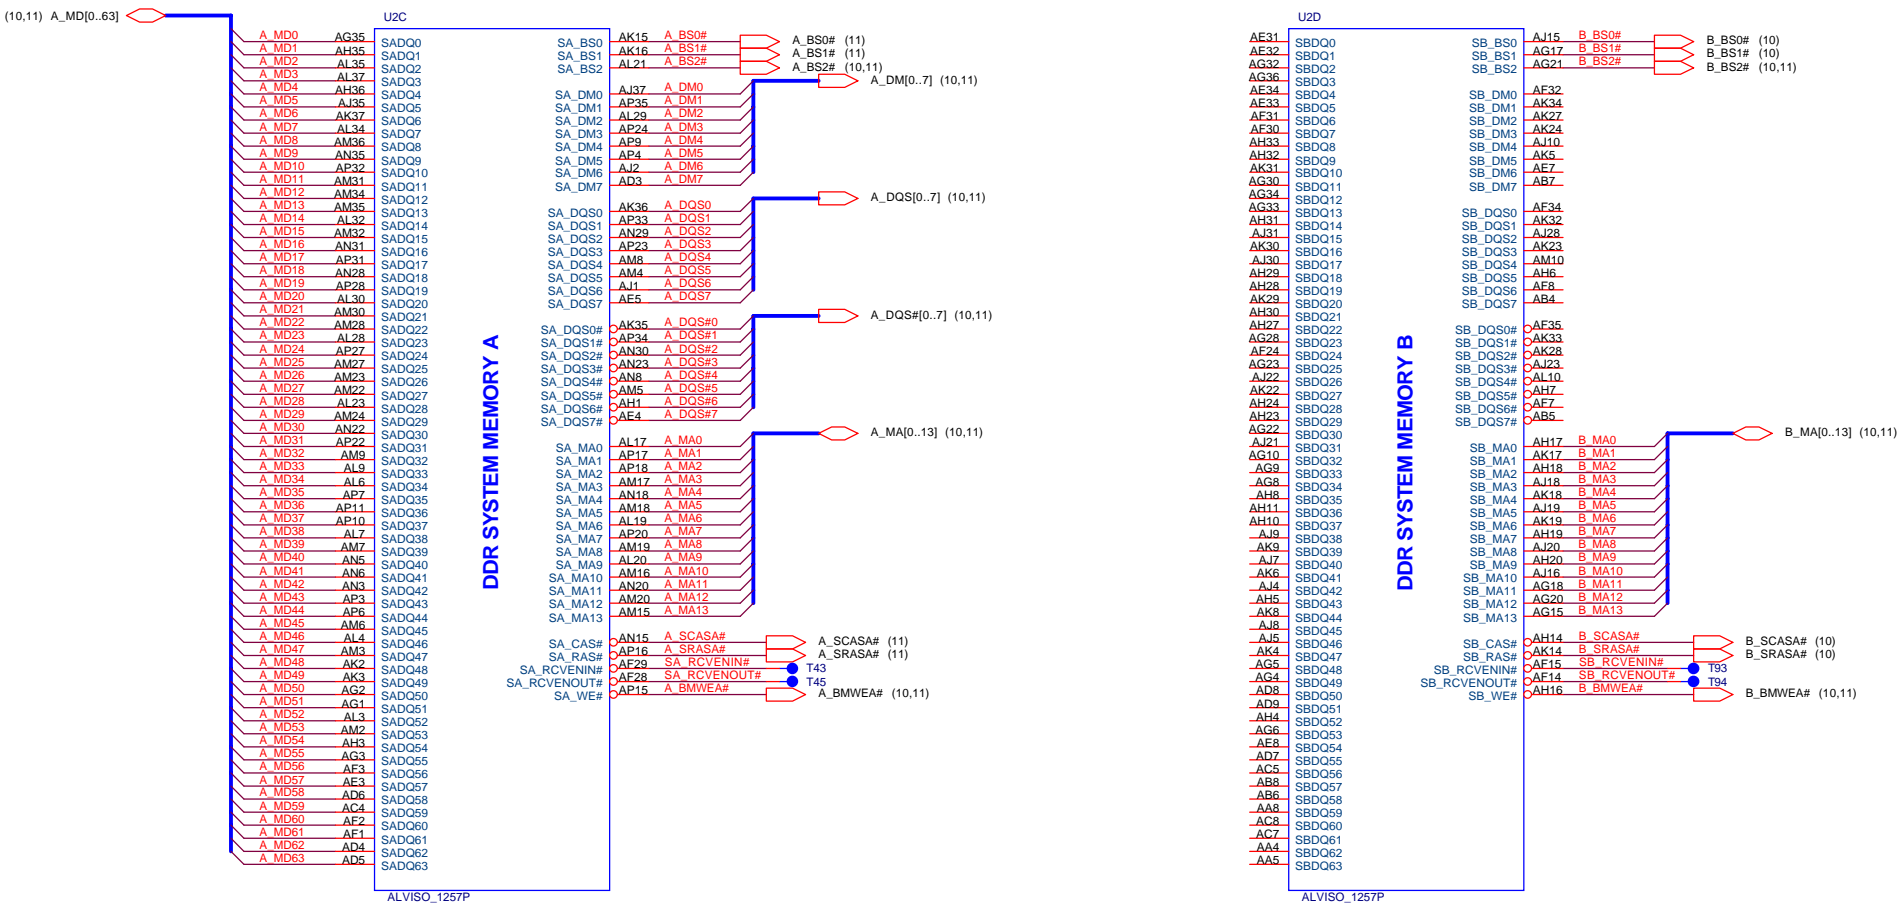 (10,11) A_MD[0..63]
U2C
A_MD0 AG35 SADQ0 SA_BS0 AK15 A_BS0# A_BS0# (11)
A_MD1 AH35 SADQ1 SA_BS1 AK16 A_BS1# A_BS1# (11)
A_MD2 AL35 SADQ2 SA_BS2 AL21 A_BS2# A_BS2# (10,11)
A_MD3 AL37 SADQ3 A_DM[0..7] (10,11)
A_MD4 AH36 SADQ4 SA_DM0 AJ37 A_DM0
A_MD5 AJ35 SADQ5 SA_DM1 AP35 A_DM1
A_MD6 AK37 SADQ6 SA_DM2 AL29 A_DM2
A_MD7 AL34 SADQ7 SA_DM3 AP24 A_DM3
A_MD8 AM36 SADQ8 SA_DM4 AP9 A_DM4
A_MD9 AN35 SADQ9 SA_DM5 AP4 A_DM5
A_MD10 AP32 SADQ10 SA_DM6 AJ2 A_DM6
A_MD11 AM31 SADQ11 SA_DM7 AD3 A_DM7
A_MD12 AM34 SADQ12 A_DQS[0..7] (10,11)
A_MD13 AM35 SADQ13 SA_DQS0 AK36 A_DQS0
A_MD14 AL32 SADQ14 SA_DQS1 AP33 A_DQS1
A_MD15 AM32 SADQ15 SA_DQS2 AN29 A_DQS2
A_MD16 AN31 SADQ16 SA_DQS3 AP23 A_DQS3
A_MD17 AP31 SADQ17 SA_DQS4 AM8 A_DQS4
A_MD18 AN28 SADQ18 SA_DQS5 AM4 A_DQS5
A_MD19 AP28 SADQ19 SA_DQS6 AJ1 A_DQS6
A_MD20 AL30 SADQ20 SA_DQS7 AE5 A_DQS7
A_MD21 AM30 SADQ21 A_DQS#[0..7] (10,11)
A_MD22 AM28 SADQ22 SA_DQS0# AK35 A_DQS#0
A_MD23 AL28 SADQ23 SA_DQS1# AP34 A_DQS#1
A_MD24 AP27 SADQ24 SA_DQS2# AN30 A_DQS#2
A_MD25 AM27 SADQ25 SA_DQS3# AN23 A_DQS#3
A_MD26 AM23 SADQ26 SA_DQS4# AN8 A_DQS#4
A_MD27 AM22 SADQ27 SA_DQS5# AM5 A_DQS#5
A_MD28 AL23 SADQ28 SA_DQS6# AH1 A_DQS#6
A_MD29 AM24 SADQ29 SA_DQS7# AE4 A_DQS#7
A_MD30 AN22 SADQ30 A_MA[0..13] (10,11)
A_MD31 AP22 SADQ31 SA_MA0 AL17 A_MA0
A_MD32 AM9 SADQ32 SA_MA1 AP17 A_MA1
A_MD33 AL9 SADQ33 SA_MA2 AP18 A_MA2
A_MD34 AL6 SADQ34 SA_MA3 AM17 A_MA3
A_MD35 AP7 SADQ35 SA_MA4 AN18 A_MA4
A_MD36 AP11 SADQ36 SA_MA5 AM18 A_MA5
A_MD37 AP10 SADQ37 SA_MA6 AL19 A_MA6
A_MD38 AL7 SADQ38 SA_MA7 AP20 A_MA7
A_MD39 AM7 SADQ39 SA_MA8 AM19 A_MA8
A_MD40 AN5 SADQ40 SA_MA9 AL20 A_MA9
A_MD41 AN6 SADQ41 SA_MA10 AM16 A_MA10
A_MD42 AN3 SADQ42 SA_MA11 AN20 A_MA11
A_MD43 AP3 SADQ43 SA_MA12 AM20 A_MA12
A_MD44 AP6 SADQ44 SA_MA13 AM15 A_MA13
A_MD45 AM6 SADQ45
A_MD46 AL4 SADQ46 SA_CAS# AN15 A_SCASA# A_SCASA# (11)
A_MD47 AM3 SADQ47 SA_RAS# AP16 A_SRASA# A_SRASA# (11)
A_MD48 AK2 SADQ48 SA_RCVENIN# AF29 SA_RCVENIN# T43
A_MD49 AK3 SADQ49 SA_RCVENOUT# AF28 SA_RCVENOUT# T45
A_MD50 AG2 SADQ50 SA_WE# AP15 A_BMWEA# A_BMWEA# (10,11)
A_MD51 AG1 SADQ51
A_MD52 AL3 SADQ52
A_MD53 AM2 SADQ53
A_MD54 AH3 SADQ54
A_MD55 AG3 SADQ55
A_MD56 AF3 SADQ56
A_MD57 AE3 SADQ57
A_MD58 AD6 SADQ58
A_MD59 AC4 SADQ59
A_MD60 AF2 SADQ60
A_MD61 AF1 SADQ61
A_MD62 AD4 SADQ62
A_MD63 AD5 SADQ63
DDR SYSTEM MEMORY A
ALVISO_1257P
U2D
AE31 SBDQ0 SB_BS0 AJ15 B_BS0# B_BS0# (10)
AE32 SBDQ1 SB_BS1 AG17 B_BS1# B_BS1# (10)
AG32 SBDQ2 SB_BS2 AG21 B_BS2# B_BS2# (10,11)
AG36 SBDQ3
AE34 SBDQ4 SB_DM0 AF32
AE33 SBDQ5 SB_DM1 AK34
AF31 SBDQ6 SB_DM2 AK27
AF30 SBDQ7 SB_DM3 AK24
AH33 SBDQ8 SB_DM4 AJ10
AH32 SBDQ9 SB_DM5 AK5
AK31 SBDQ10 SB_DM6 AE7
AG30 SBDQ11 SB_DM7 AB7
AG34 SBDQ12
AG33 SBDQ13 SB_DQS0 AF34
AH31 SBDQ14 SB_DQS1 AK32
AJ31 SBDQ15 SB_DQS2 AJ28
AK30 SBDQ16 SB_DQS3 AK23
AJ30 SBDQ17 SB_DQS4 AM10
AH29 SBDQ18 SB_DQS5 AH6
AH28 SBDQ19 SB_DQS6 AF8
AK29 SBDQ20 SB_DQS7 AB4
AH30 SBDQ21
AH27 SBDQ22 SB_DQS0# AF35
AG28 SBDQ23 SB_DQS1# AK33
AF24 SBDQ24 SB_DQS2# AK28
AG23 SBDQ25 SB_DQS3# AJ23
AJ22 SBDQ26 SB_DQS4# AL10
AK22 SBDQ27 SB_DQS5# AH7
AH24 SBDQ28 SB_DQS6# AF7
AH23 SBDQ29 SB_DQS7# AB5
AG22 SBDQ30 B_MA[0..13] (10,11)
AJ21 SBDQ31 SB_MA0 AH17 B_MA0
AG10 SBDQ32 SB_MA1 AK17 B_MA1
AG9 SBDQ33 SB_MA2 AH18 B_MA2
AG8 SBDQ34 SB_MA3 AJ18 B_MA3
AH8 SBDQ35 SB_MA4 AK18 B_MA4
AH11 SBDQ36 SB_MA5 AJ19 B_MA5
AH10 SBDQ37 SB_MA6 AK19 B_MA6
AJ9 SBDQ38 SB_MA7 AH19 B_MA7
AK9 SBDQ39 SB_MA8 AJ20 B_MA8
AJ7 SBDQ40 SB_MA9 AH20 B_MA9
AK6 SBDQ41 SB_MA10 AJ16 B_MA10
AJ4 SBDQ42 SB_MA11 AG18 B_MA11
AH5 SBDQ43 SB_MA12 AG20 B_MA12
AK8 SBDQ44 SB_MA13 AG15 B_MA13
AJ8 SBDQ45
AJ5 SBDQ46 SB_CAS# AH14 B_SCASA# B_SCASA# (10)
AK4 SBDQ47 SB_RAS# AK14 B_SRASA# B_SRASA# (10)
AG5 SBDQ48 SB_RCVENIN# AF15 SB_RCVENIN# T93
AG4 SBDQ49 SB_RCVENOUT# AF14 SB_RCVENOUT# T94
AD8 SBDQ50 SB_WE# AH16 B_BMWEA# B_BMWEA# (10,11)
AD9 SBDQ51
AH4 SBDQ52
AG6 SBDQ53
AE8 SBDQ54
AD7 SBDQ55
AC5 SBDQ56
AB8 SBDQ57
AB6 SBDQ58
AA8 SBDQ59
AC8 SBDQ60
AC7 SBDQ61
AA4 SBDQ62
AA5 SBDQ63
DDR SYSTEM MEMORY B
ALVISO_1257P